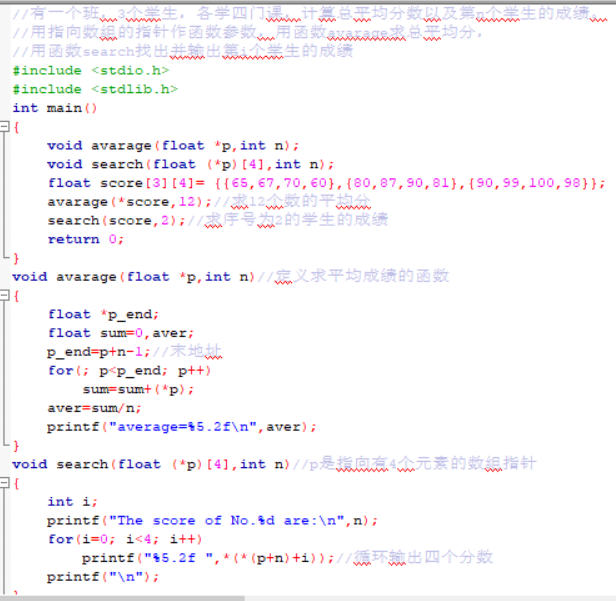 //有一个班，3个学生，各学四门课，计算总平均分数以及第n个学生的成绩。
//用指向数组的指针作函数参数，用函数avarage求总平均分，
//用函数search找出并输出第i个学生的成绩
#include <stdio.h>
#include <stdlib.h>
int main()
{
void avarage(float *p,int n);
void search(float (*p)[4],int n);
float score[3][4]= {{65,67,70,60},{80,87,90,81},{90,99,100,98}};
avarage(*score,12);//求12个数的平均分
search(score,2);//求序号为2的学生的成绩
return 0;
}
void avarage(float *p,int n)//定义求平均成绩的函数
{
float *p_end;
float sum=0,aver;
p_end=p+n-1;//末地址
for(; p<p_end; p++)
sum=sum+(*p);
aver=sum/n;
printf("average=%5.2f\n",aver);
}
void search(float (*p)[4],int n)//p是指向有4个元素的数组指针
{
int i;
printf("The score of No.%d are:\n",n);
for(i=0; i<4; i++)
printf("%5.2f ",*(*(p+n)+i));//循环输出四个分数
printf("\n");
}